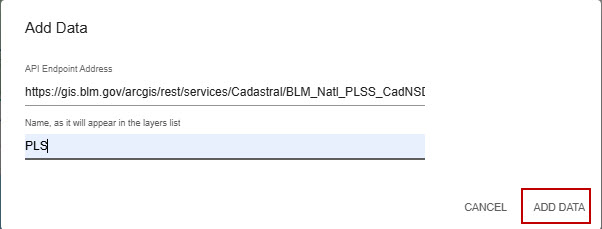 Add Data
API Endpoint Address
https://gis.blm.gov/arcgis/rest/services/Cadastral/BLM_Natl_PLSS_CadNSD
Name, as it will appear in the layers list
PLS
CANCEL
ADD DATA